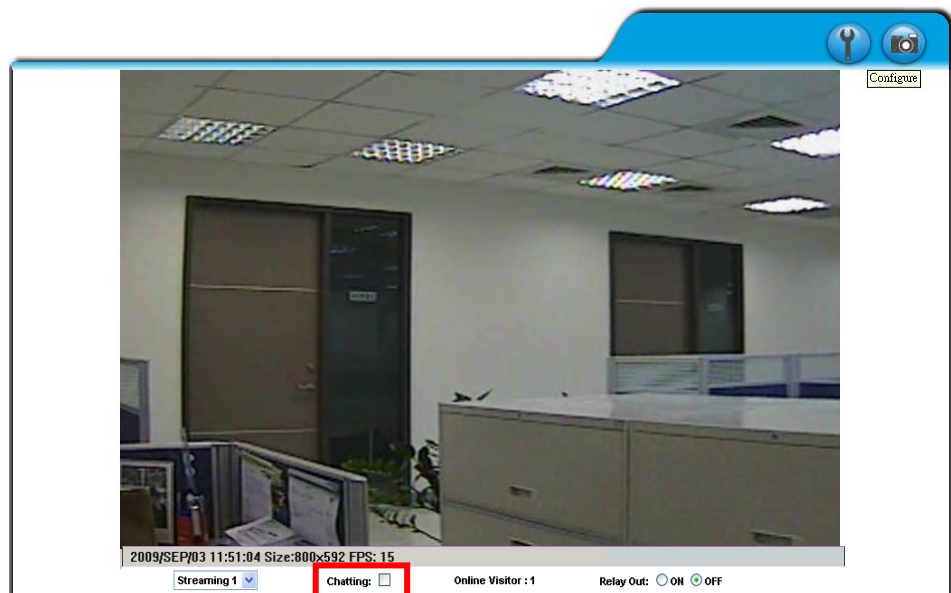 Configure
2009/SEP/03 11:51:04 Size:800x592 FPS: 15
Streaming 1 Chatting: Online Visitor : 1 Relay Out: ON OFF